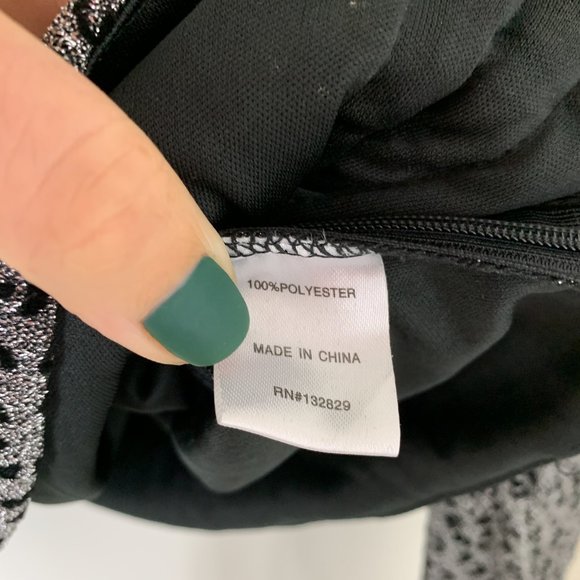 100%POLYESTER
MADE IN CHINA
RN#132829